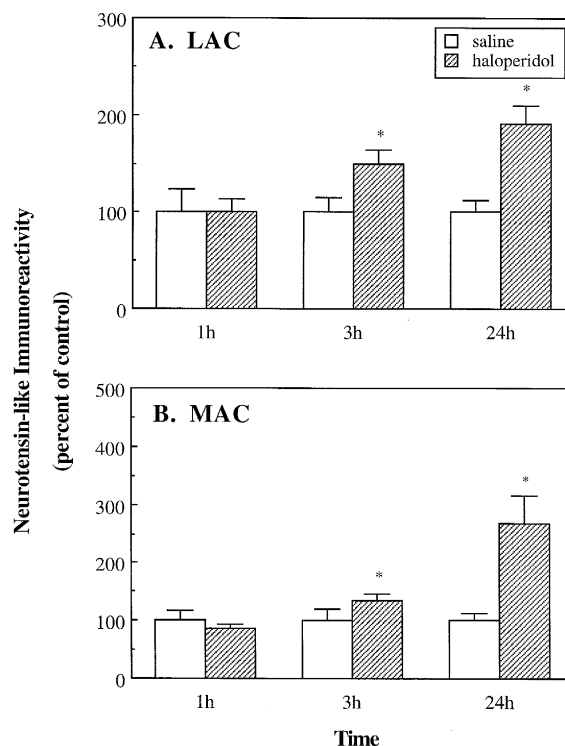 Neurotensin-like Immunoreactivity
(percent of control)
A. LAC
saline
haloperidol
300
200
100
0
*
*
1h
3h
24h
B. MAC
500
400
300
200
100
0
*
*
1h
3h
24h
Time